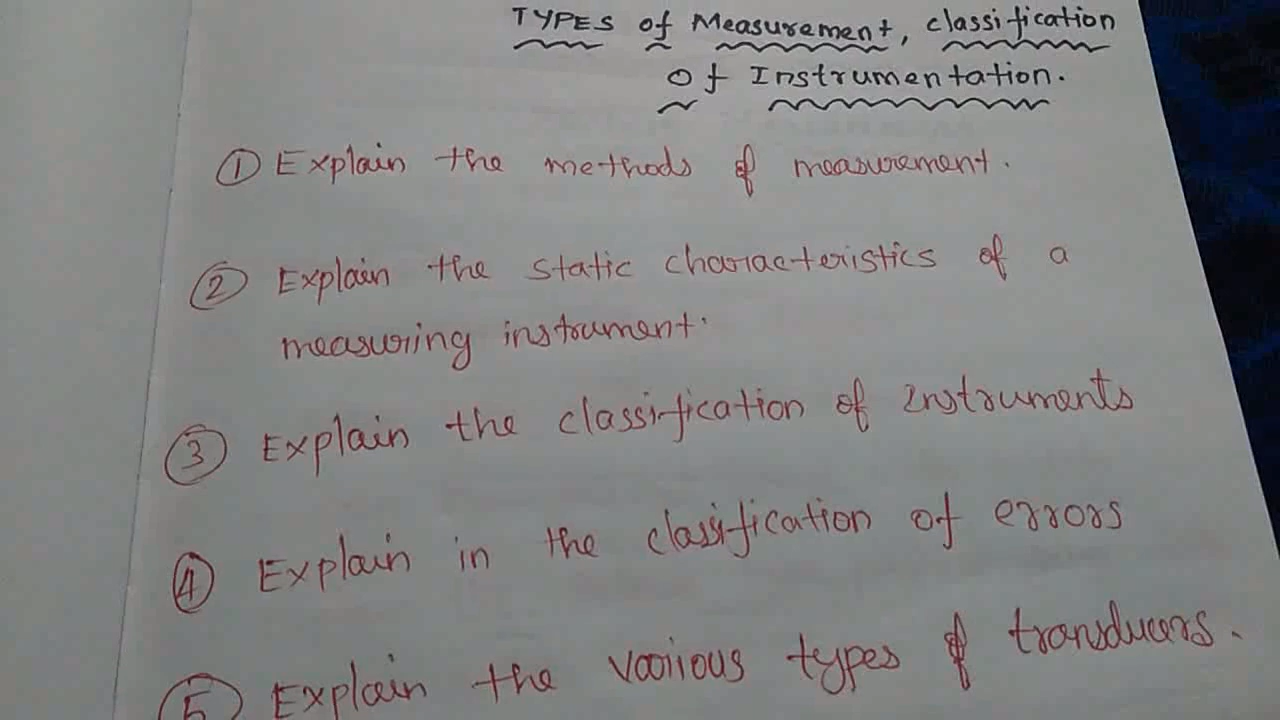 TYPES of Measurement, classification
of Instrumentation.
① Explain the methods of measurement.
② Explain the static characteristics of a
measuring instrument.
③ Explain the classification of Instruments
④ Explain in the classification of errors
⑤ Explain the various types of transducers.